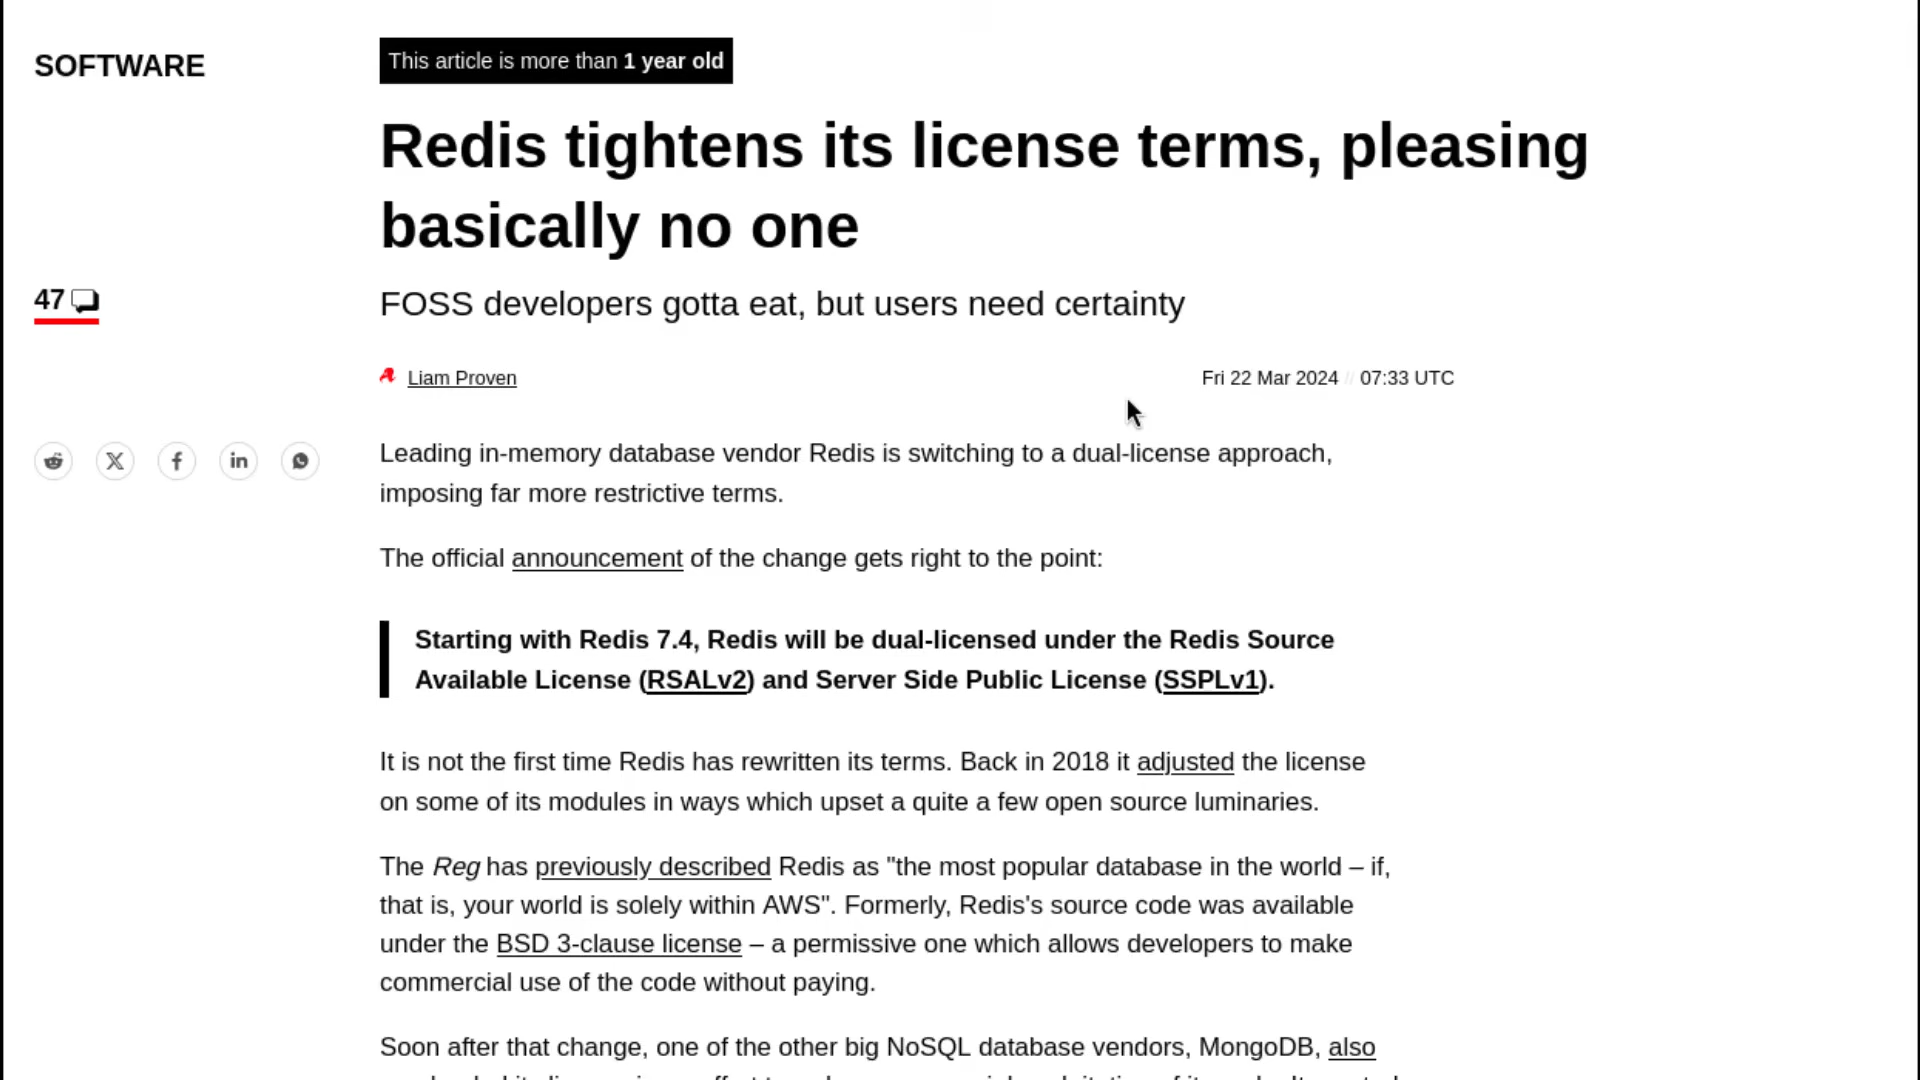 SOFTWARE
This article is more than 1 year old
Redis tightens its license terms, pleasing
basically no one
47
FOSS developers gotta eat, but users need certainty
Liam Proven
Fri 22 Mar 2024 // 07:33 UTC
Leading in-memory database vendor Redis is switching to a dual-license approach,
imposing far more restrictive terms.
The official announcement of the change gets right to the point:
Starting with Redis 7.4, Redis will be dual-licensed under the Redis Source
Available License (RSALv2) and Server Side Public License (SSPLv1).
It is not the first time Redis has rewritten its terms. Back in 2018 it adjusted the license
on some of its modules in ways which upset a quite a few open source luminaries.
The Reg has previously described Redis as "the most popular database in the world – if,
that is, your world is solely within AWS". Formerly, Redis's source code was available
under the BSD 3-clause license – a permissive one which allows developers to make
commercial use of the code without paying.
Soon after that change, one of the other big NoSQL database vendors, MongoDB, also